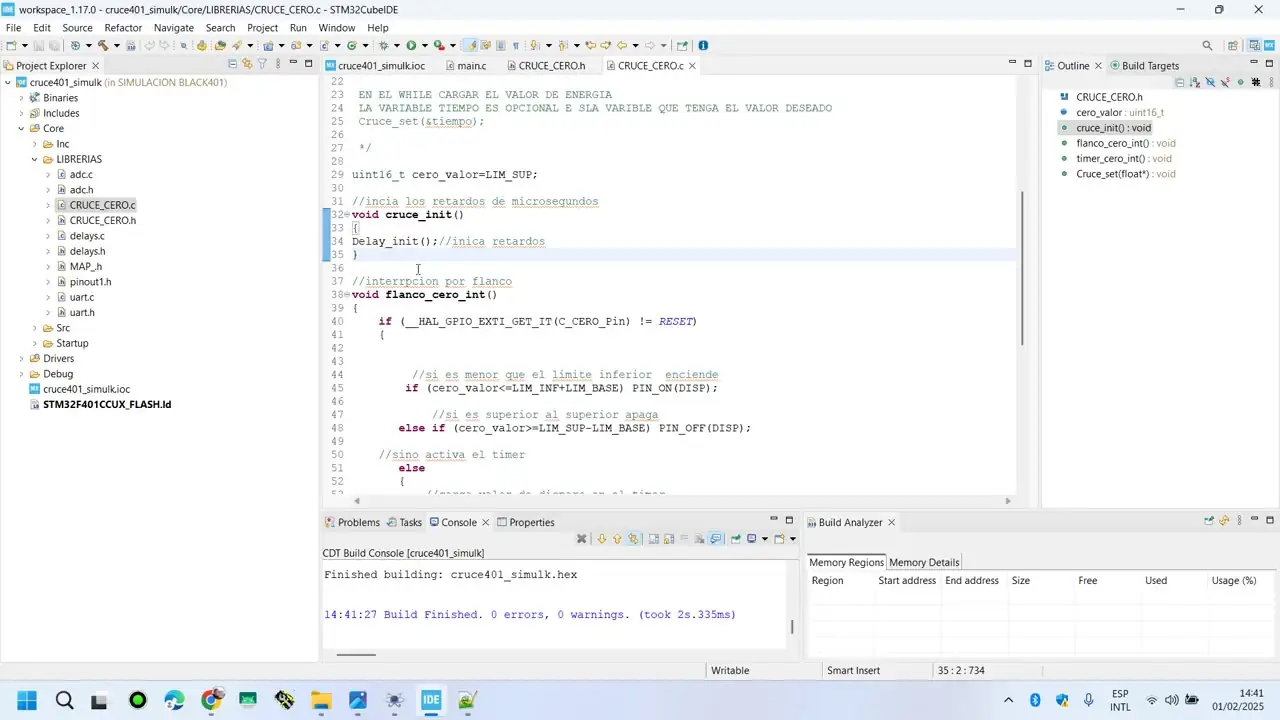 workspace_1.17.0 - cruce401_simulk/Core/LIBRERIAS/CRUCE_CERO.c - STM32CubeIDE
File Edit Source Refactor Navigate Search Project Run Window Help
Project Explorer
cruce401_simulk (in SIMULACION BLACK401)
Binaries
Includes
Core
Inc
LIBRERIAS
adc.c
adc.h
CRUCE_CERO.c
CRUCE_CERO.h
delays.c
delays.h
MAP_.h
pinout1.h
uart.c
uart.h
Src
Startup
Drivers
Debug
cruce401_simulk.ioc
STM32F401CCUX_FLASH.ld
cruce401_simulk.ioc main.c CRUCE_CERO.h CRUCE_CERO.c
22
23 EN EL WHILE CARGAR EL VALOR DE ENERGIA
24 LA VARIABLE TIEMPO ES OPCIONAL E SLA VARIBLE QUE TENGA EL VALOR DESEADO
25 Cruce_set(&tiempo);
26
27 */
28
29 uint16_t cero_valor=LIM_SUP;
30
31 //incia los retardos de microsegundos
32 void cruce_init()
33 {
34 Delay_init();//inica retardos
35 }
36
37 //interrpcion por flanco
38 void flanco_cero_int()
39 {
40 if (__HAL_GPIO_EXTI_GET_IT(C_CERO_Pin) != RESET)
41 {
42
43
44 //si es menor que el limite inferior enciende
45 if (cero_valor<=LIM_INF+LIM_BASE) PIN_ON(DISP);
46
47 //si es superior al superior apaga
48 else if (cero_valor>=LIM_SUP-LIM_BASE) PIN_OFF(DISP);
49
50 //sino activa el timer
51 else
52 {
53 //carga valor de disparo en el timer
Outline Build Targets
CRUCE_CERO.h
cero_valor : uint16_t
cruce_init() : void
flanco_cero_int() : void
timer_cero_int() : void
Cruce_set(float*) : void
Problems Tasks Console Properties
CDT Build Console [cruce401_simulk]
Finished building: cruce401_simulk.hex
14:41:27 Build Finished. 0 errors, 0 warnings. (took 2s.335ms)
Build Analyzer
Memory Regions Memory Details
Region Start address End address Size Free Used Usage (%)
Writable Smart Insert 35 : 2 : 734
IDE
ESP
INTL
14:41
01/02/2025